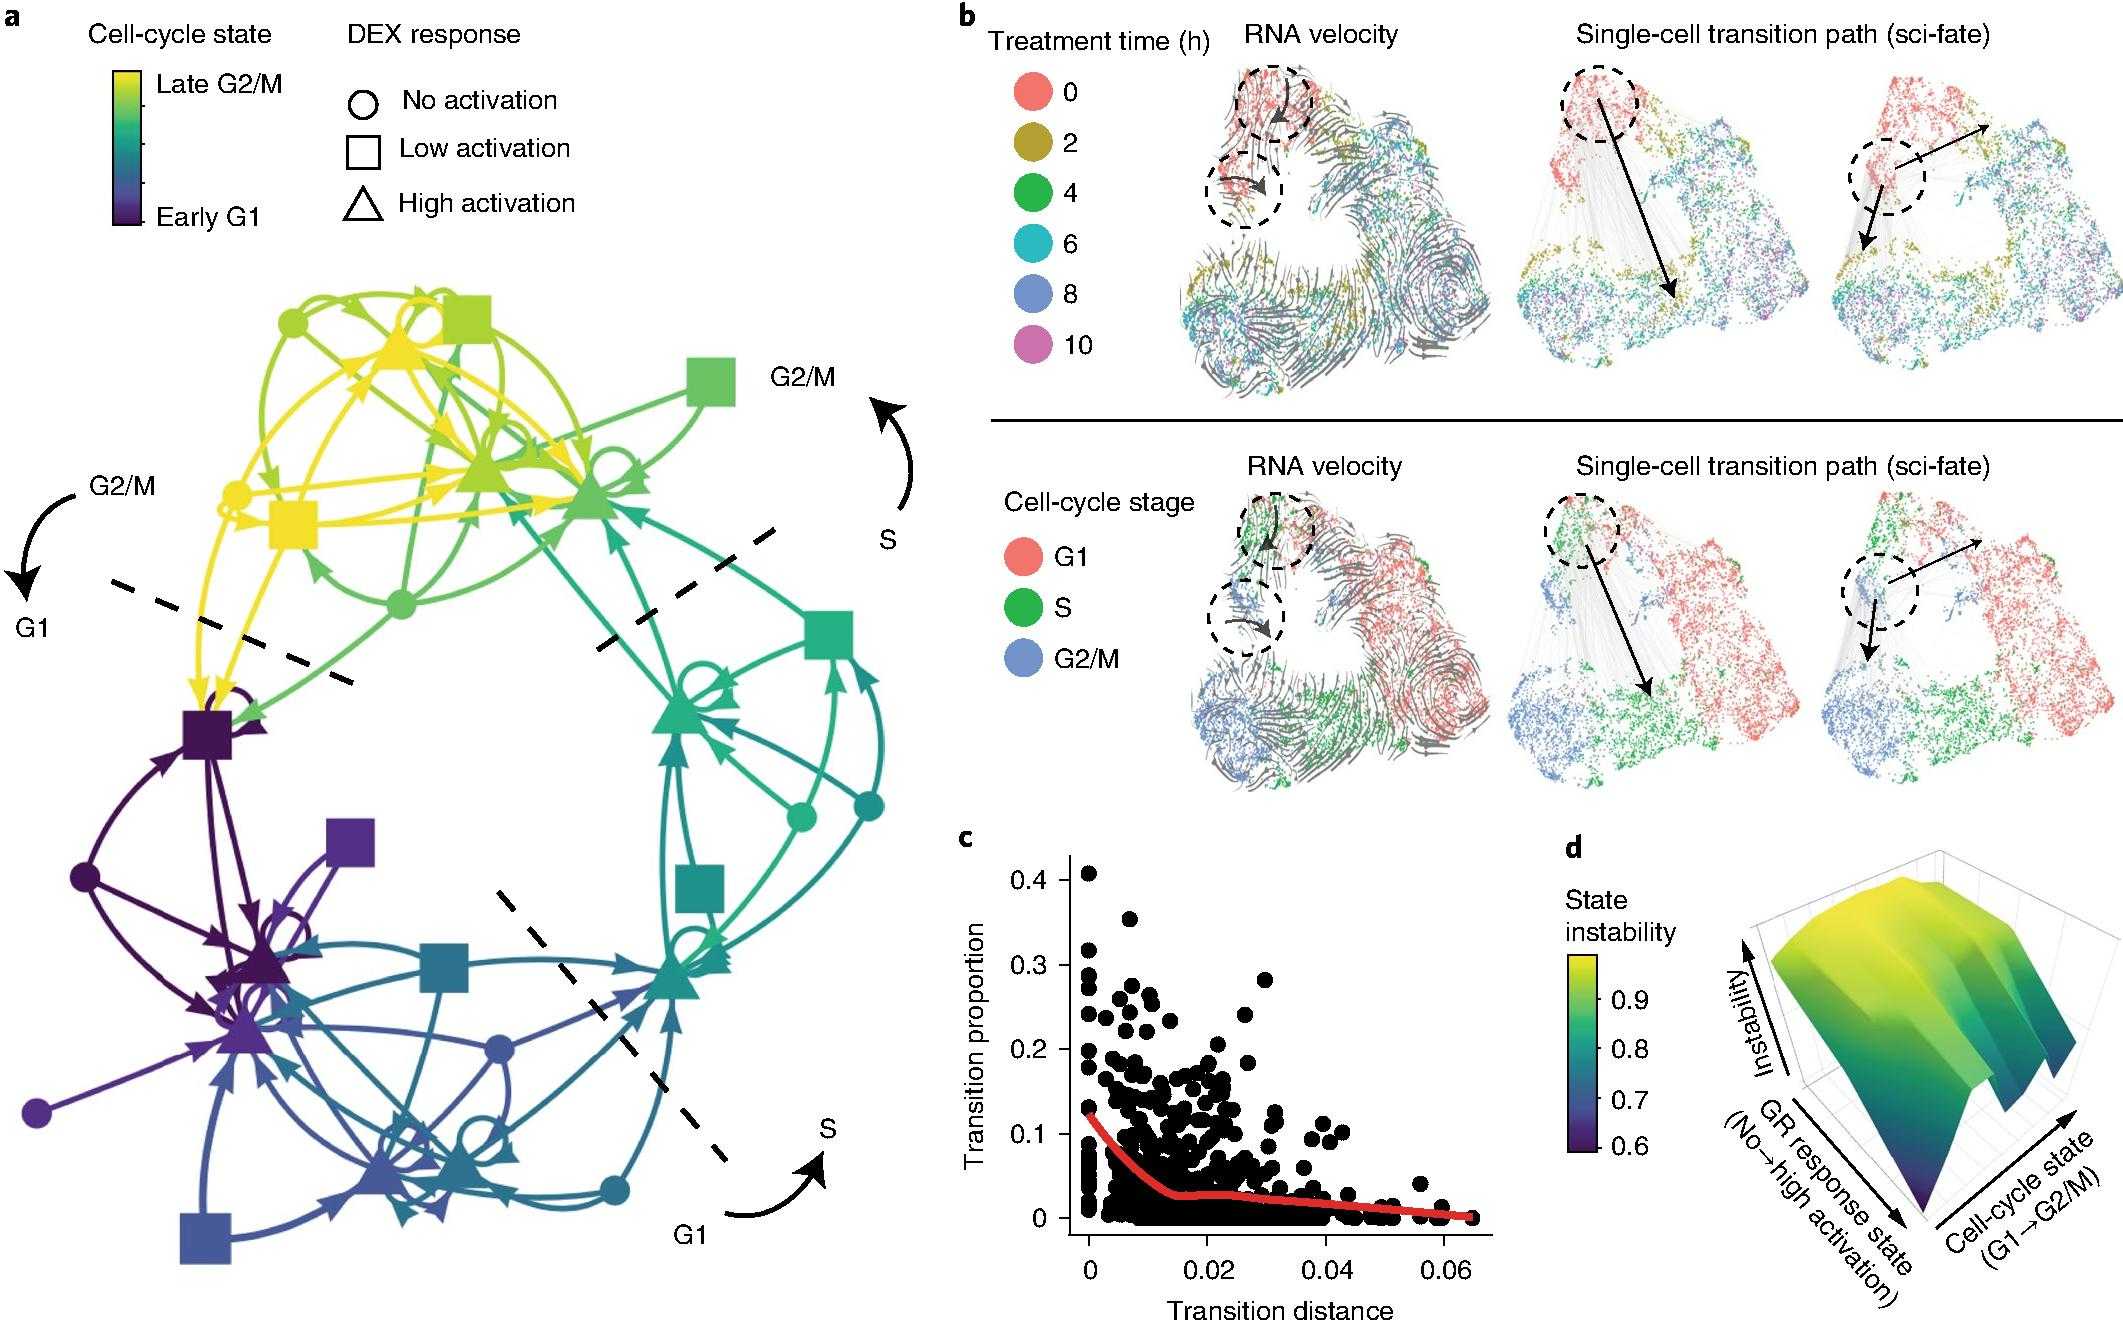 a
Cell-cycle state
DEX response
Late G2/M
Early G1
No activation
Low activation
High activation
G2/M
S
G2/M
G1
S
G1
b
Treatment time (h)
RNA velocity
Single-cell transition path (sci-fate)
0
2
4
6
8
10
RNA velocity
Single-cell transition path (sci-fate)
Cell-cycle stage
G1
S
G2/M
c
Transition proportion
0.4
0.3
0.2
0.1
0
0
0.02
0.04
0.06
Transition distance
d
State
instability
0.9
0.8
0.7
0.6
Instability
GR response state
(No→high activation)
Cell-cycle state
(G1→G2/M)